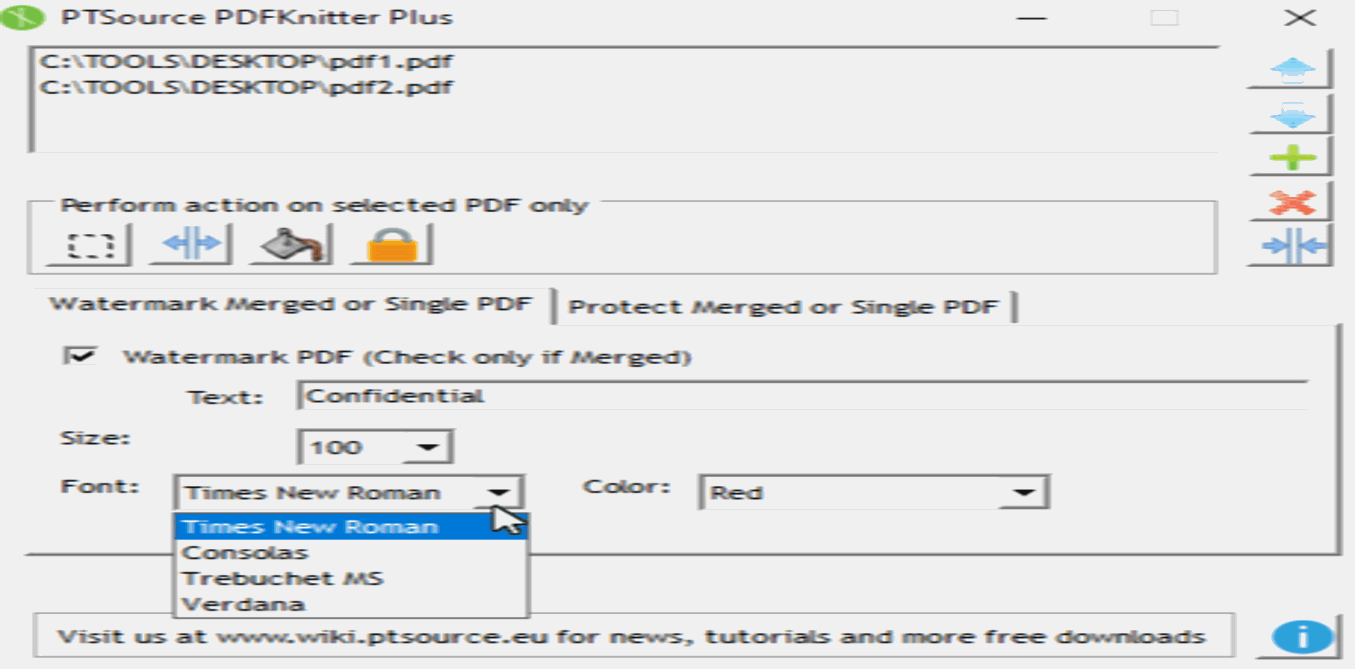 PTSource PDFKnitter Plus
C:\TOOLS\DESKTOP\pdf1.pdf
C:\TOOLS\DESKTOP\pdf2.pdf
Perform action on selected PDF only
Watermark Merged or Single PDF
Protect Merged or Single PDF
Watermark PDF (Check only if Merged)
Text: Confidential
Size: 100
Font: Times New Roman Color: Red
Times New Roman
Consolas
Trebuchet MS
Verdana
Visit us at www.wiki.ptsource.eu for news, tutorials and more free downloads